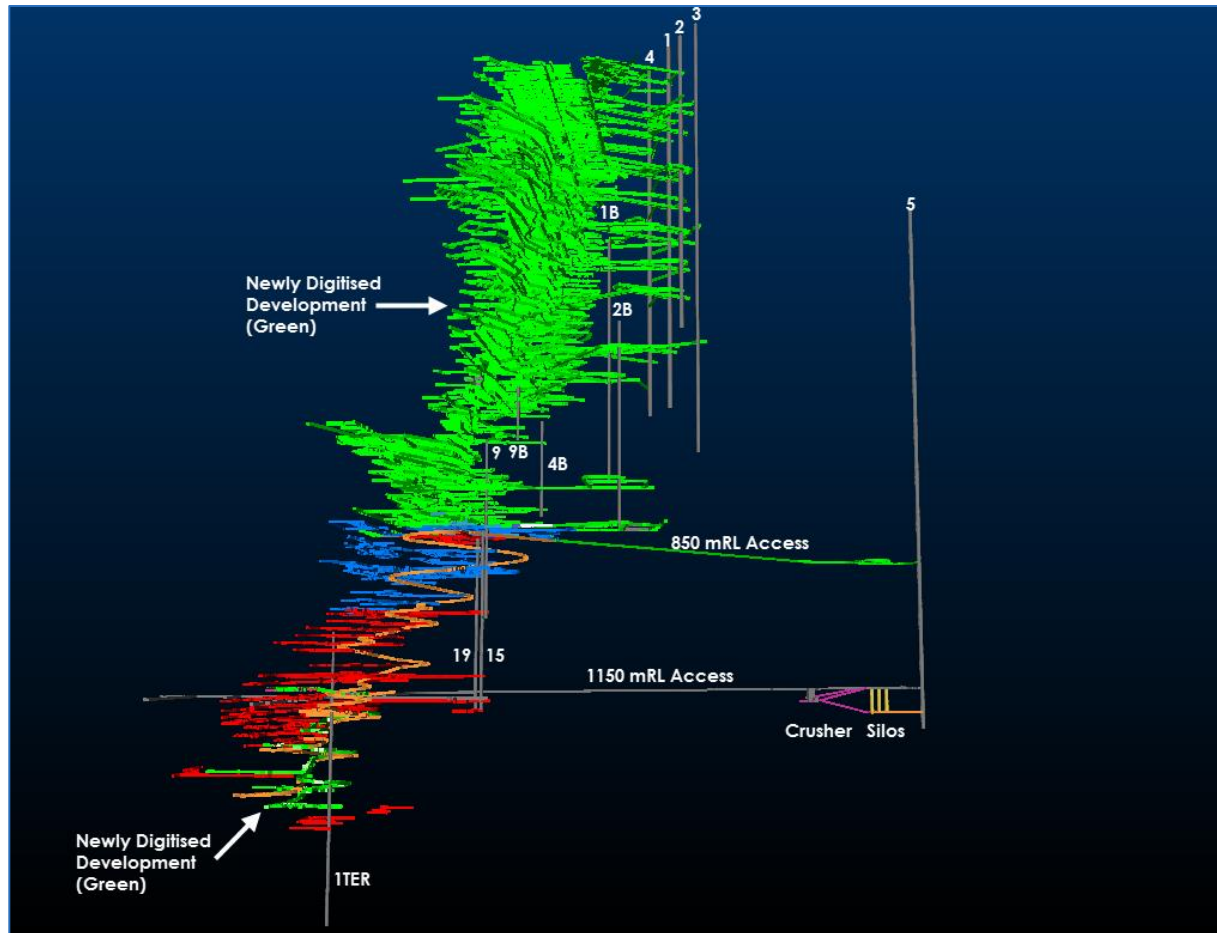 3
2
1
4
5
1B
Newly Digitised
Development
(Green)
2B
9 9B
4B
850 mRL Access
19 15
1150 mRL Access
Crusher Silos
Newly Digitised
Development
(Green)
1TER